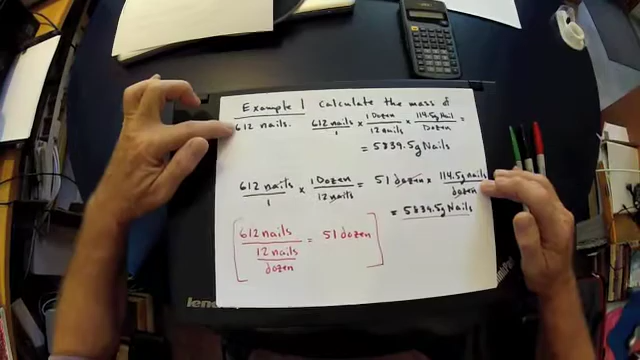 Example 1 Calculate the mass of
612 nails. 612 nails/1 × 1 Dozen/12 nails × 114.5g Nail/Dozen =
= 5839.5g Nails
612 nails/1 × 1 Dozen/12 nails = 51 dozen × 114.5g nails/dozen
= 5839.5g Nails
612 nails/12 nails/dozen = 51 dozen
lenovo